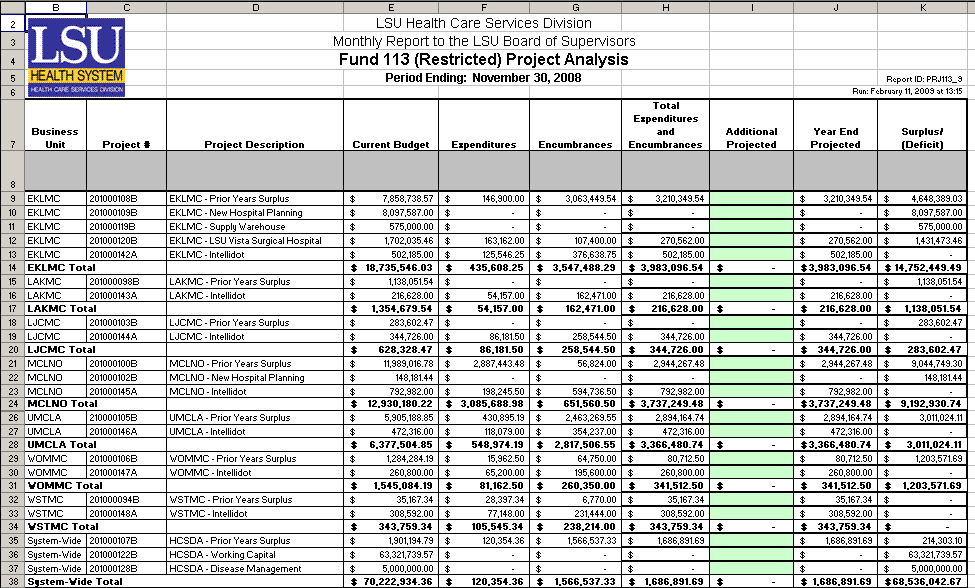 B C D E F G H I J K
2 LSU Health Care Services Division
3 Monthly Report to the LSU Board of Supervisors
4 Fund 113 (Restricted) Project Analysis
5 Period Ending: November 30, 2008 Report ID: PRJ113_9
6 Run: February 11, 2009 at 13:15
LSU
HEALTH SYSTEM
HEALTH CARE SERVICES DIVISION
7 Business Unit Project # Project Description Current Budget Expenditures Encumbrances Total Expenditures and Encumbrances Additional Projected Year End Projected Surplus/ (Deficit)
8
9 EKLMC 201000108B EKLMC - Prior Years Surplus $ 7,858,738.57 $ 146,900.00 $ 3,063,449.54 $ 3,210,349.54 $ 3,210,349.54 $ 4,648,389.03
10 EKLMC 201000109B EKLMC - New Hospital Planning $ 8,097,587.00 $ - $ - $ - $ - $ 8,097,587.00
11 EKLMC 201000119B EKLMC - Supply Warehouse $ 575,000.00 $ - $ - $ - $ - $ 575,000.00
12 EKLMC 201000120B EKLMC - LSU Vista Surgical Hospital $ 1,702,035.46 $ 163,162.00 $ 107,400.00 $ 270,562.00 $ 270,562.00 $ 1,431,473.46
13 EKLMC 201000142A EKLMC - Intellidot $ 502,185.00 $ 125,546.25 $ 376,638.75 $ 502,185.00 $ 502,185.00 $ -
14 EKLMC Total $ 18,735,546.03 $ 435,608.25 $ 3,547,488.29 $ 3,983,096.54 $ - $ 3,983,096.54 $ 14,752,449.49
15 LAKMC 201000098B LAKMC - Prior Years Surplus $ 1,138,051.54 $ - $ - $ - $ - $ 1,138,051.54
16 LAKMC 201000143A LAKMC - Intellidot $ 216,628.00 $ 54,157.00 $ 162,471.00 $ 216,628.00 $ 216,628.00 $ -
17 LAKMC Total $ 1,354,679.54 $ 54,157.00 $ 162,471.00 $ 216,628.00 $ - $ 216,628.00 $ 1,138,051.54
18 LJCMC 201000103B LJCMC - Prior Years Surplus $ 283,602.47 $ - $ - $ - $ - $ 283,602.47
19 LJCMC 201000144A LJCMC - Intellidot $ 344,726.00 $ 86,181.50 $ 258,544.50 $ 344,726.00 $ 344,726.00 $ -
20 LJCMC Total $ 628,328.47 $ 86,181.50 $ 258,544.50 $ 344,726.00 $ - $ 344,726.00 $ 283,602.47
21 MCLNO 201000100B MCLNO - Prior Years Surplus $ 11,989,016.78 $ 2,887,443.48 $ 56,824.00 $ 2,944,267.48 $ 2,944,267.48 $ 9,044,749.30
22 MCLNO 201000102B MCLNO - New Hospital Planning $ 148,181.44 $ - $ - $ - $ - $ 148,181.44
23 MCLNO 201000145A MCLNO - Intellidot $ 792,982.00 $ 198,245.50 $ 594,736.50 $ 792,982.00 $ 792,982.00 $ -
24 MCLNO Total $ 12,930,180.22 $ 3,085,688.98 $ 651,560.50 $ 3,737,249.48 $ - $ 3,737,249.48 $ 9,192,930.74
26 UMCLA 210000105B UMCLA - Prior Years Surplus $ 5,905,188.85 $ 430,895.19 $ 2,463,269.55 $ 2,894,164.74 $ 2,894,164.74 $ 3,011,024.11
27 UMCLA 201000146A UMCLA - Intellidot $ 472,316.00 $ 118,079.00 $ 354,237.00 $ 472,316.00 $ 472,316.00 $ -
28 UMCLA Total $ 6,377,504.85 $ 548,974.19 $ 2,817,506.55 $ 3,366,480.74 $ - $ 3,366,480.74 $ 3,011,024.11
29 WOMMC 201000106B WOMMC - Prior Years Surplus $ 1,284,284.19 $ 15,962.50 $ 64,750.00 $ 80,712.50 $ 80,712.50 $ 1,203,571.69
30 WOMMC 201000147A WOMMC - Intellidot $ 260,800.00 $ 65,200.00 $ 195,600.00 $ 260,800.00 $ 260,800.00 $ -
31 WOMMC Total $ 1,545,084.19 $ 81,162.50 $ 260,350.00 $ 341,512.50 $ - $ 341,512.50 $ 1,203,571.69
32 WSTMC 201000094B WSTMC - Prior Years Surplus $ 35,167.34 $ 28,397.34 $ 6,770.00 $ 35,167.34 $ 35,167.34 $ -
33 WSTMC 201000148A WSTMC - Intellidot $ 308,592.00 $ 77,148.00 $ 231,444.00 $ 308,592.00 $ 308,592.00 $ -
34 WSTMC Total $ 343,759.34 $ 105,545.34 $ 238,214.00 $ 343,759.34 $ - $ 343,759.34 $ -
35 System-Wide 201000107B HCSDA - Prior Years Surplus $ 1,901,194.79 $ 120,354.36 $ 1,566,537.33 $ 1,686,891.69 $ 1,686,891.69 $ 214,303.10
36 System-Wide 201000122B HCSDA - Working Capital $ 63,321,739.57 $ - $ - $ - $ - $ 63,321,739.57
37 System-Wide 201000128B HCSDA - Disease Management $ 5,000,000.00 $ - $ - $ - $ - $ 5,000,000.00
38 System-Wide Total $ 70,222,934.36 $ 120,354.36 $ 1,566,537.33 $ 1,686,891.69 $ - $ 1,686,891.69 $68,536,042.67